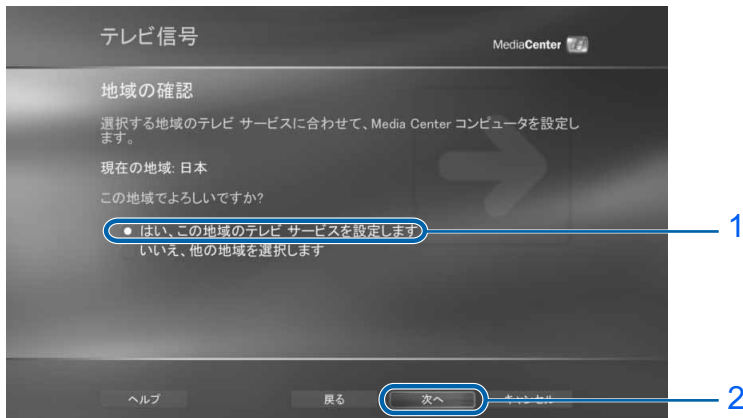 テレビ信号
MediaCenter
地域の確認
選択する地域のテレビ サービスに合わせて、Media Center コンピュータを設定し
ます。
現在の地域: 日本
この地域でよろしいですか?
はい、この地域のテレビ サービスを設定します
1
いいえ、他の地域を選択します
ヘルプ 戻る 次へ キャンセル
2